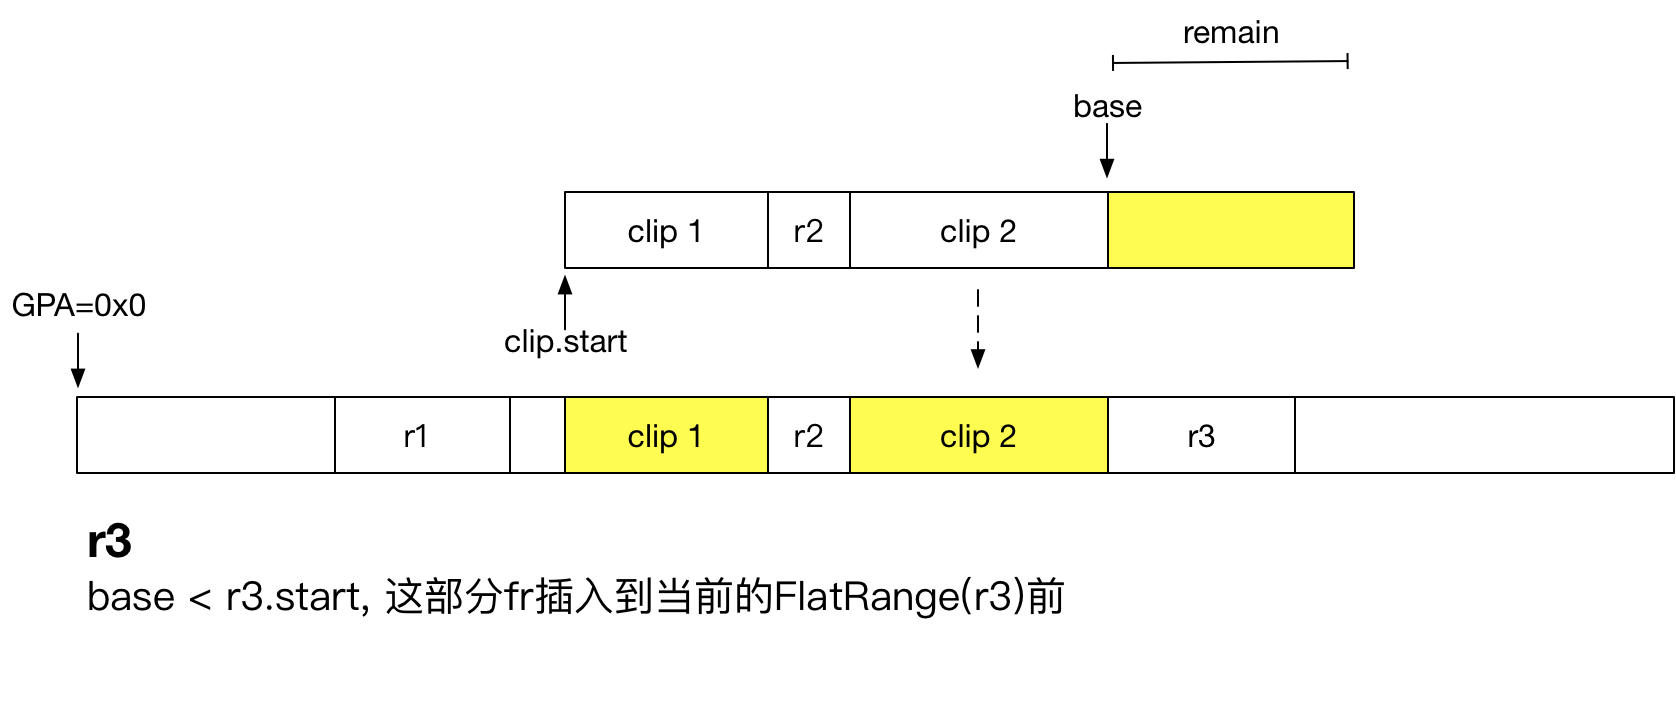 remain
base
clip 1 r2 clip 2
GPA=0x0
clip.start
r1 clip 1 r2 clip 2 r3
r3
base < r3.start, 这部分fr插入到当前的FlatRange(r3)前